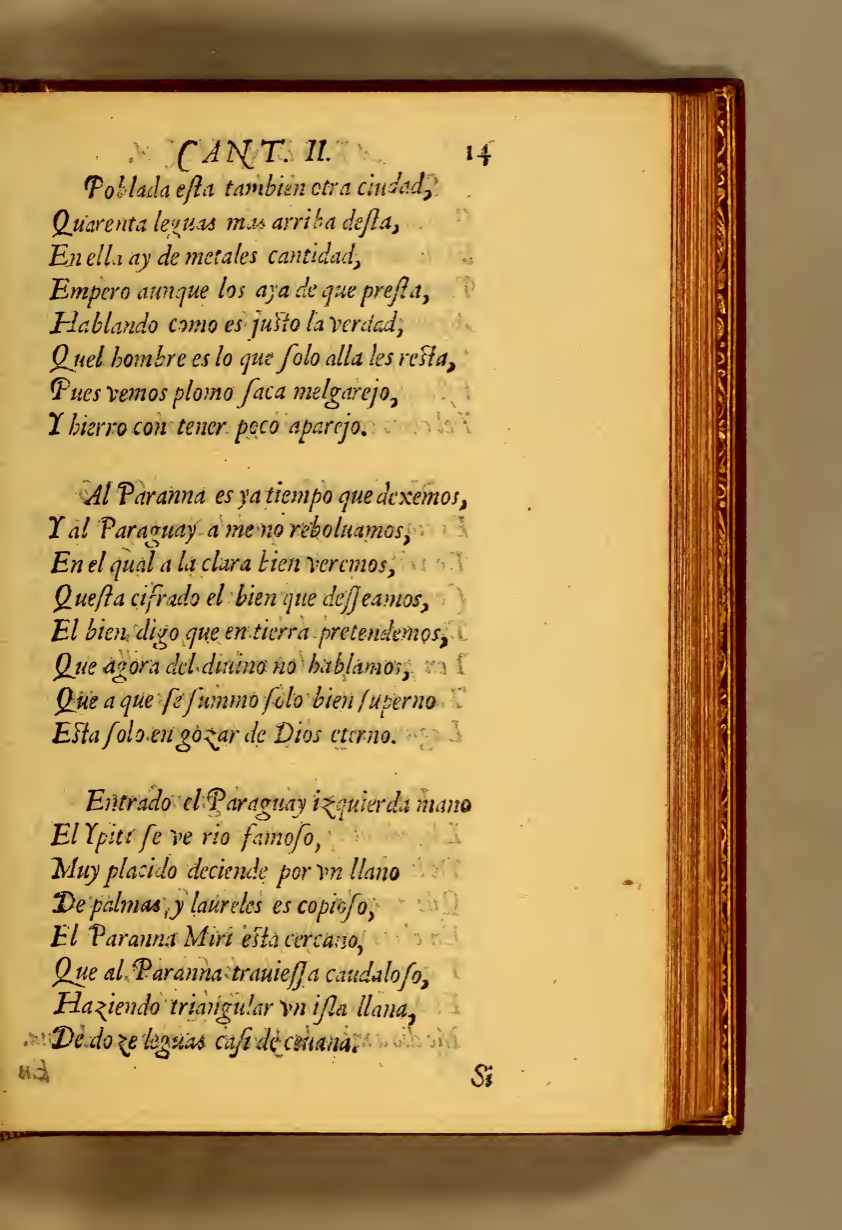 CANT. II. 14
Poblada eſta tambien otra ciudad,
Quarenta leguas mas arriba deſta,
En ella ay de metales cantidad,
Empero aunque los aya de que preſta,
Hablando como es juſto la verdad,
Quel hombre es lo que ſolo alla les reſta,
Pues vemos plomo ſaca melgarejo,
Y hierro con tener poco aparejo.
Al Paranna es ya tiempo que dexemos,
Y al Paraguay a meno reboluamos,
En el qual a la clara bien veremos,
Queſta cifrado el bien que deſſeamos,
El bien digo que en tierra pretendemos,
Que agora del diuino no hablamos,
Que a que ſe ſummo ſolo bien ſuperno
Eſta ſolo en gozar de Dios eterno.
Entrado el Paraguay izquierda mano
El Ypiti ſe ve rio famoſo,
Muy placido deciende por vn llano
De palmas, y laureles es copioſo,
El Paranna Miri eſta cercano,
Que al Paranna trauieſſa caudaloſo,
Haziendo triangular vn iſla llana,
De do ze leguas caſi de
Si